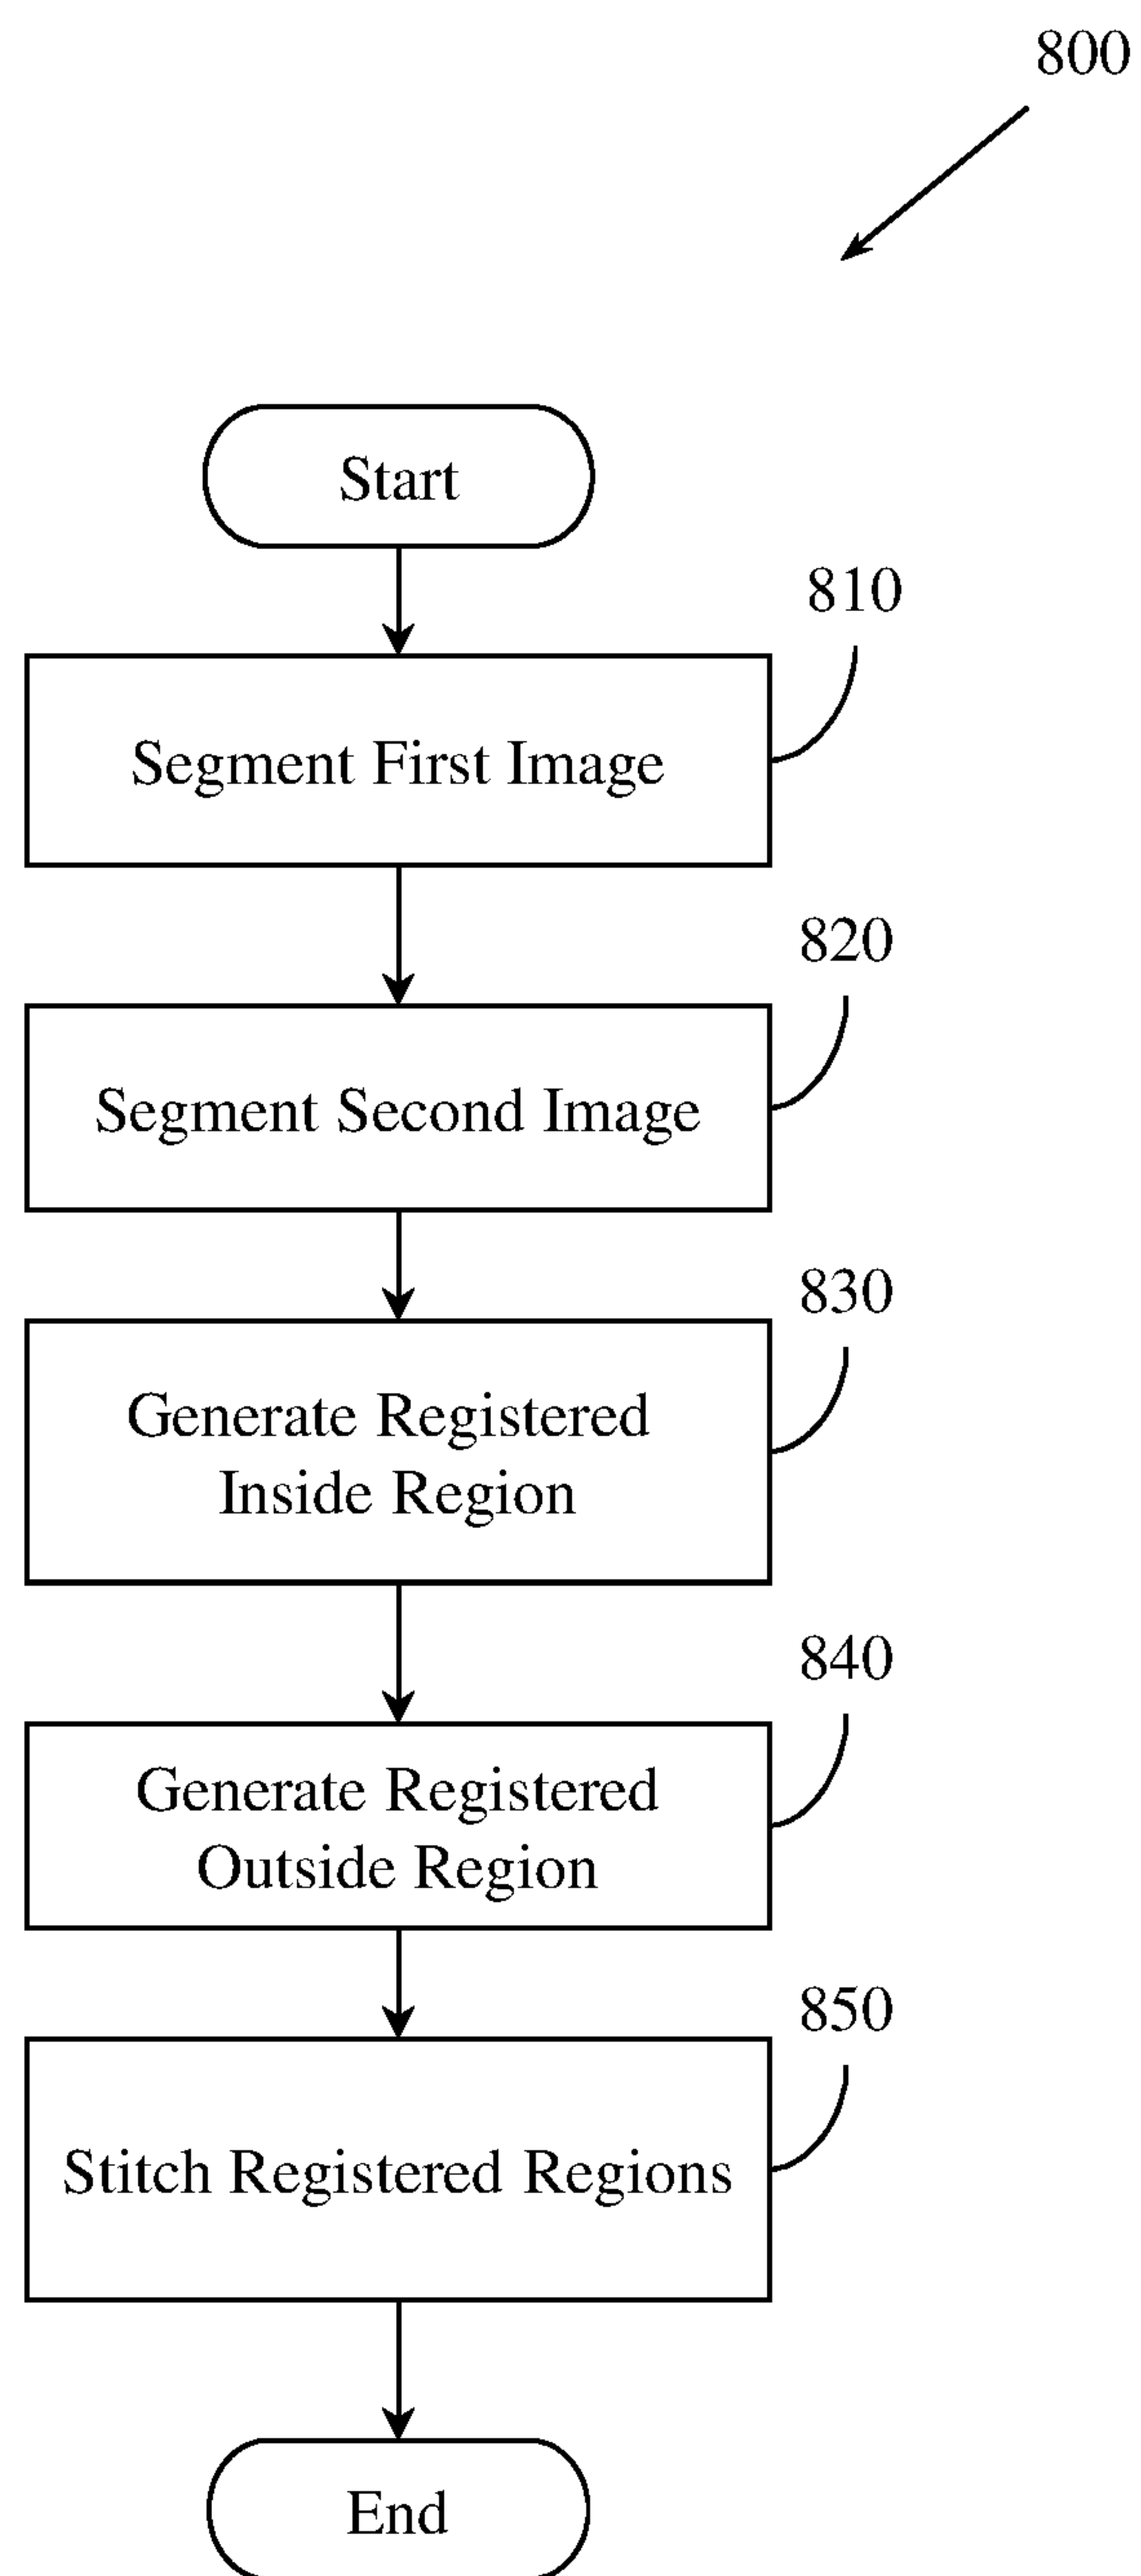 800
Start
810
Segment First Image
820
Segment Second Image
830
Generate Registered
Inside Region
840
Generate Registered
Outside Region
850
Stitch Registered Regions
End